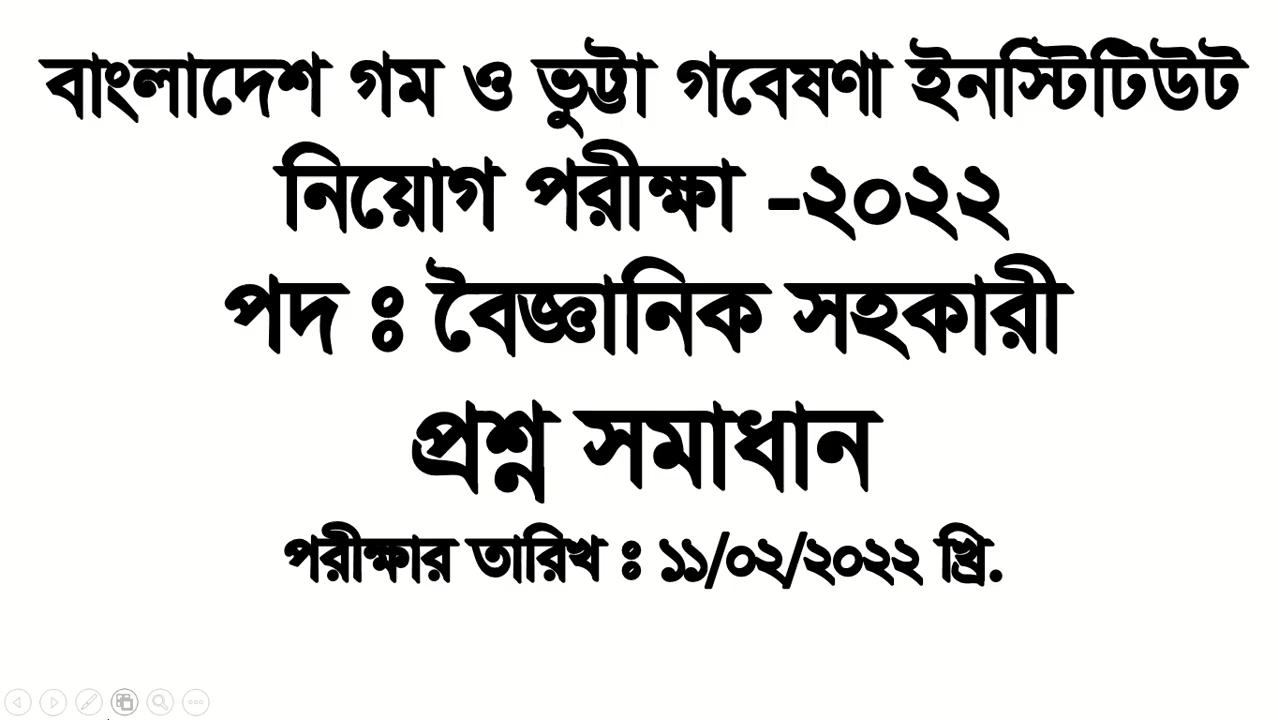 বাংলাদেশ গম ও ভুট্টা গবেষণা ইনস্টিটিউট
নিয়োগ পরীক্ষা -২০২২
পদ ঃ বৈজ্ঞানিক সহকারী
প্রশ্ন সমাধান
পরীক্ষার তারিখ ঃ ১১/০২/২০২২ খ্রি.